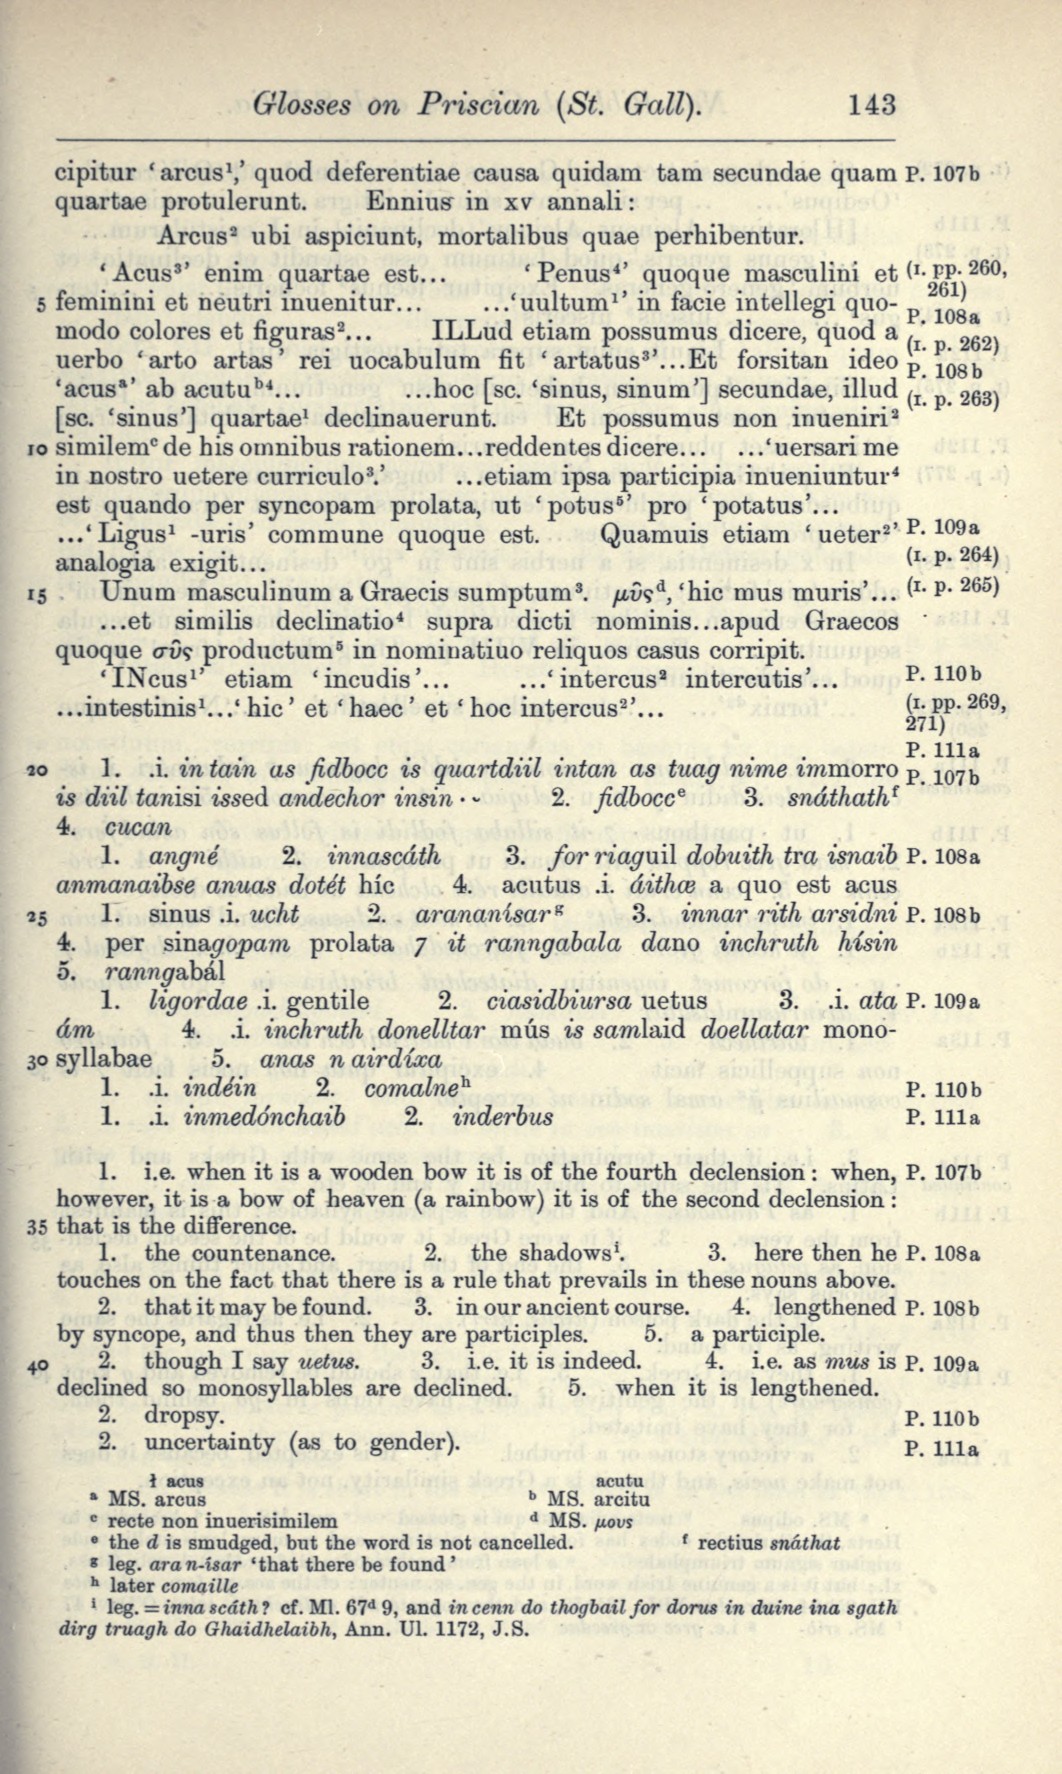 Glosses on Priscian (St. Gall). 143
cipitur ‘arcus¹,’ quod deferentiae causa quidam tam secundae quam P. 107b
quartae protulerunt. Ennius in xv annali:
Arcus² ubi aspiciunt, mortalibus quae perhibentur.
‘Acus³’ enim quartae est... ‘Penus⁴’ quoque masculini et (I. pp. 260, 261)
5 feminini et neutri inuenitur... ...‘uultum¹’ in facie intellegi quo- P. 108a
modo colores et figuras²... ILLud etiam possumus dicere, quod a (I. p. 262)
uerbo ‘arto artas’ rei uocabulum fit ‘artatus³’...Et forsitan ideo P. 108b
‘acusᵃ’ ab acutuᵇ⁴... ...hoc [sc. ‘sinus, sinum’] secundae, illud (I. p. 263)
[sc. ‘sinus’] quartae¹ declinauerunt. Et possumus non inueniri²
10 similemᶜ de his omnibus rationem...reddentes dicere... ...‘uersari me
in nostro uetere curriculo³.’ ...etiam ipsa participia inueniuntur⁴
est quando per syncopam prolata, ut ‘potus⁵’ pro ‘potatus’...
...‘Ligus¹ -uris’ commune quoque est. Quamuis etiam ‘ueter²’ P. 109a
analogia exigit... (I. p. 264)
15 Unum masculinum a Graecis sumptum³. μῦςᵈ, ‘hic mus muris’... (I. p. 265)
...et similis declinatio⁴ supra dicti nominis...apud Graecos
quoque σῦς productum⁵ in nominatiuo reliquos casus corripit.
‘INcus¹’ etiam ‘incudis’... ...‘intercus² intercutis’... P. 110b
...intestinis¹...‘hic’ et ‘haec’ et ‘hoc intercus²’... (I. pp. 269, 271)
P. 111a
20 1. .i. in tain as fidbocc is quartdiil intan as tuag nime immorro P. 107b
is diil tanisi issed andechor insin ·~ 2. fidboccᵉ 3. snáthathᶠ
4. cucan
1. angné 2. innascáth 3. for riaguil dobuith tra isnaib P. 108a
anmanaibse anuas dotét híc 4. acutus .i. áithœ a quo est acus
25 1. sinus .i. ucht 2. arananísarᵍ 3. innar rith arsidni P. 108b
4. per sinagopam prolata ⁊ it ranngabala dano inchruth hísin
5. ranngabál
1. ligordae .i. gentile 2. ciasidbiursa uetus 3. .i. ata P. 109a
ám 4. .i. inchruth donelltar mús is samlaid doellatar mono-
30 syllabae 5. anas n airdíxa
1. .i. indéin 2. comalneʰ P. 110b
1. .i. inmedónchaib 2. inderbus P. 111a
1. i.e. when it is a wooden bow it is of the fourth declension: when, P. 107b
however, it is a bow of heaven (a rainbow) it is of the second declension:
35 that is the difference.
1. the countenance. 2. the shadowsⁱ. 3. here then he P. 108a
touches on the fact that there is a rule that prevails in these nouns above.
2. that it may be found. 3. in our ancient course. 4. lengthened P. 108b
by syncope, and thus then they are participles. 5. a participle.
40 2. though I say uetus. 3. i.e. it is indeed. 4. i.e. as mus is P. 109a
declined so monosyllables are declined. 5. when it is lengthened.
2. dropsy. P. 110b
2. uncertainty (as to gender). P. 111a
ł acus acutu
ᵃ MS. arcus ᵇ MS. arcitu
ᶜ recte non inuerisimilem ᵈ MS. μους
ᵉ the d is smudged, but the word is not cancelled. ᶠ rectius snáthat
ᵍ leg. ara n-ísar ‘that there be found’
ʰ later comaille
ⁱ leg. = inna scáth? cf. Ml. 67ᵈ 9, and in cenn do thogbail for dorus in duine ina sgath
dirg truagh do Ghaidhelaibh, Ann. Ul. 1172, J.S.